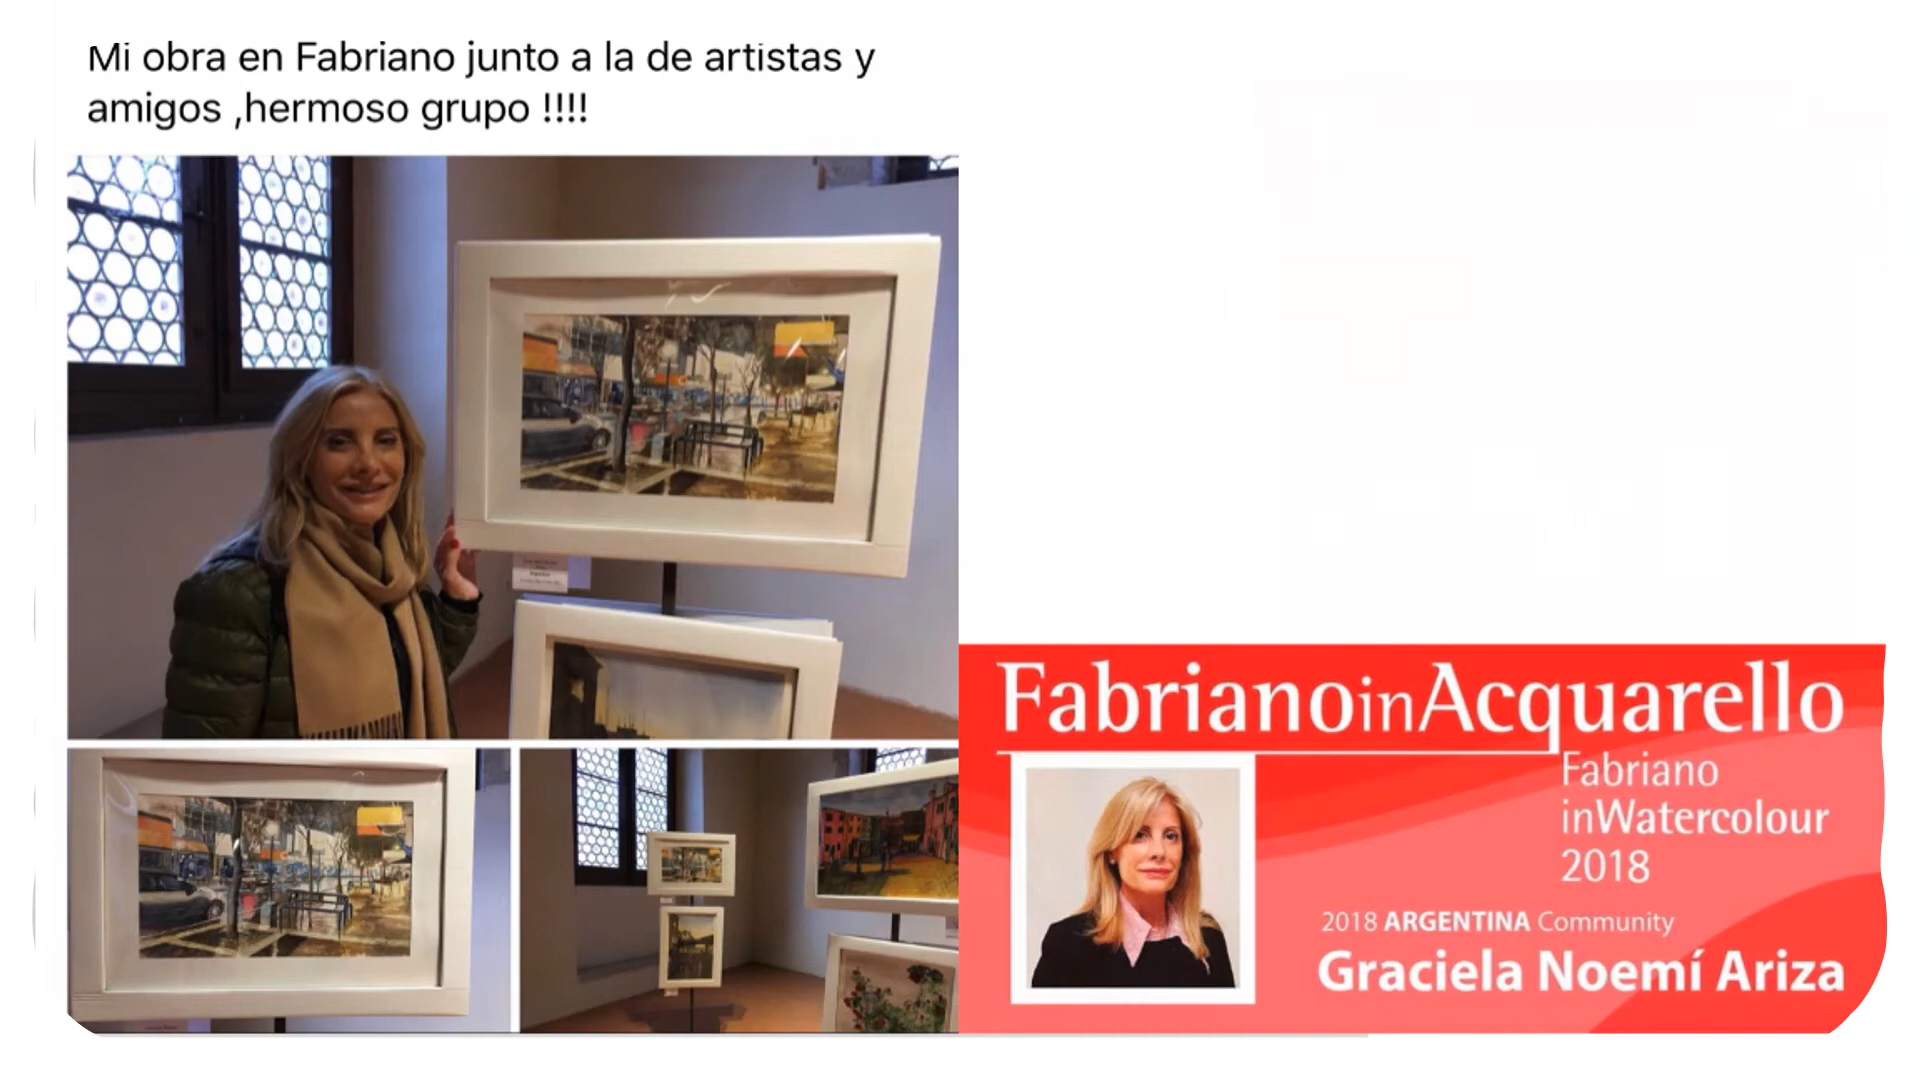 Mi obra en Fabriano junto a la de artistas y
amigos ,hermoso grupo !!!!
FabrianoinAcquarello
Fabriano
inWatercolour
2018
2018 ARGENTINA Community
Graciela Noemí Ariza